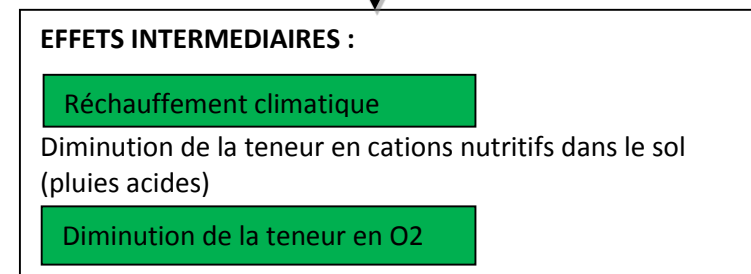 EFFETS INTERMEDIAIRES :
Réchauffement climatique
Diminution de la teneur en cations nutritifs dans le sol
(pluies acides)
Diminution de la teneur en O2